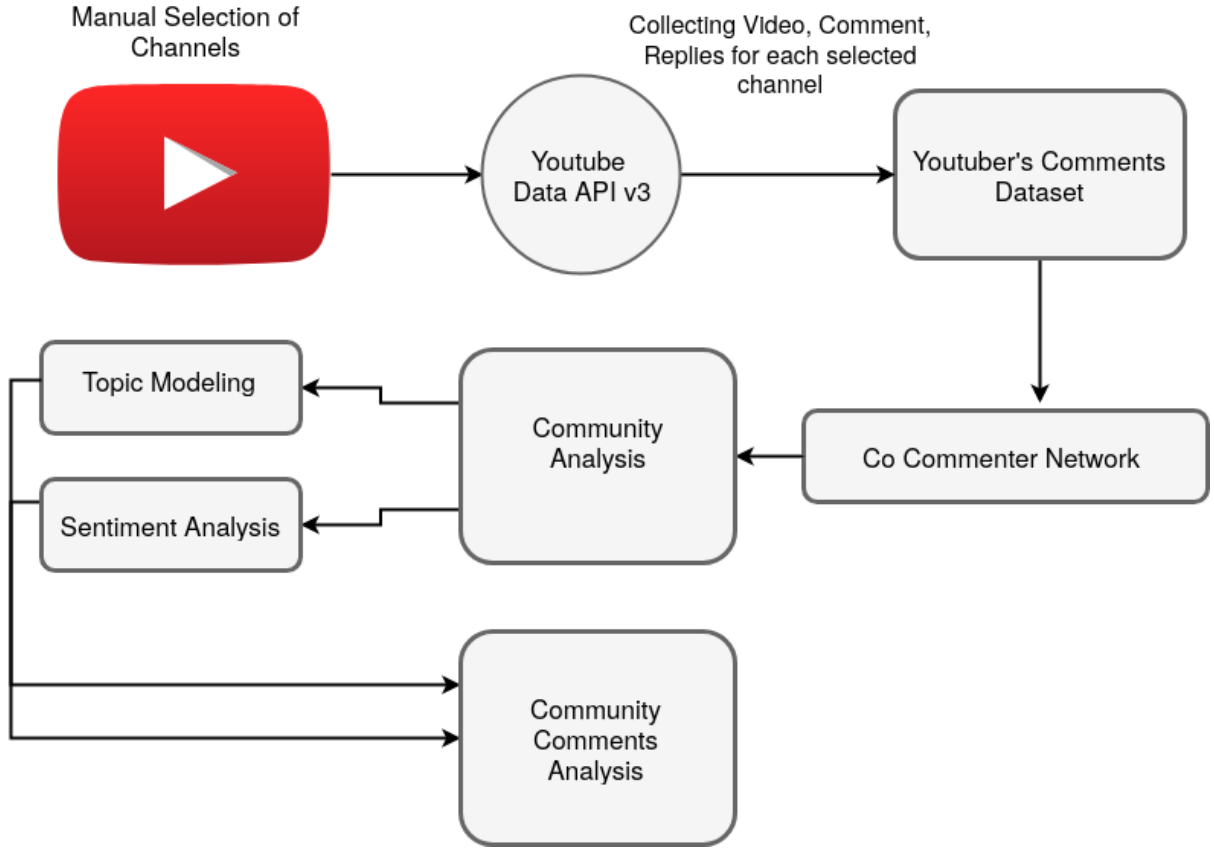 Manual Selection of
Channels
Collecting Video, Comment,
Replies for each selected
channel
Youtube
Data API v3
Youtuber's Comments
Dataset
Topic Modeling
Community
Analysis
Co Commenter Network
Sentiment Analysis
Community
Comments
Analysis